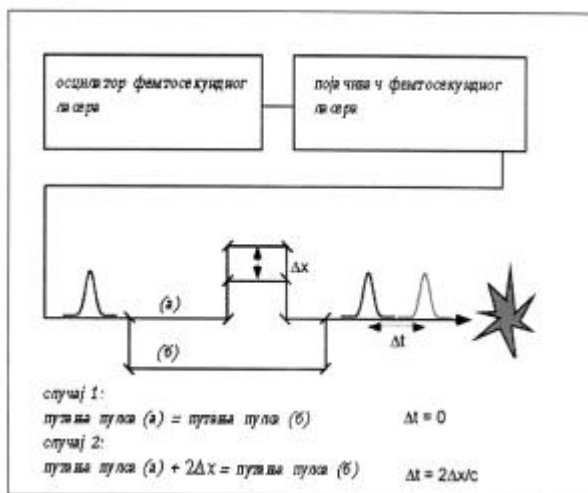 осцилатор фемтосекундног
ласера
појачивач фемтосекундног
ласера
Δx
(а)
(б)
Δt
случај 1:
путања пулса (а) = путања пулса (б) Δt = 0
случај 2:
путања пулса (а) + 2Δx = путања пулса (б) Δt = 2Δx/c